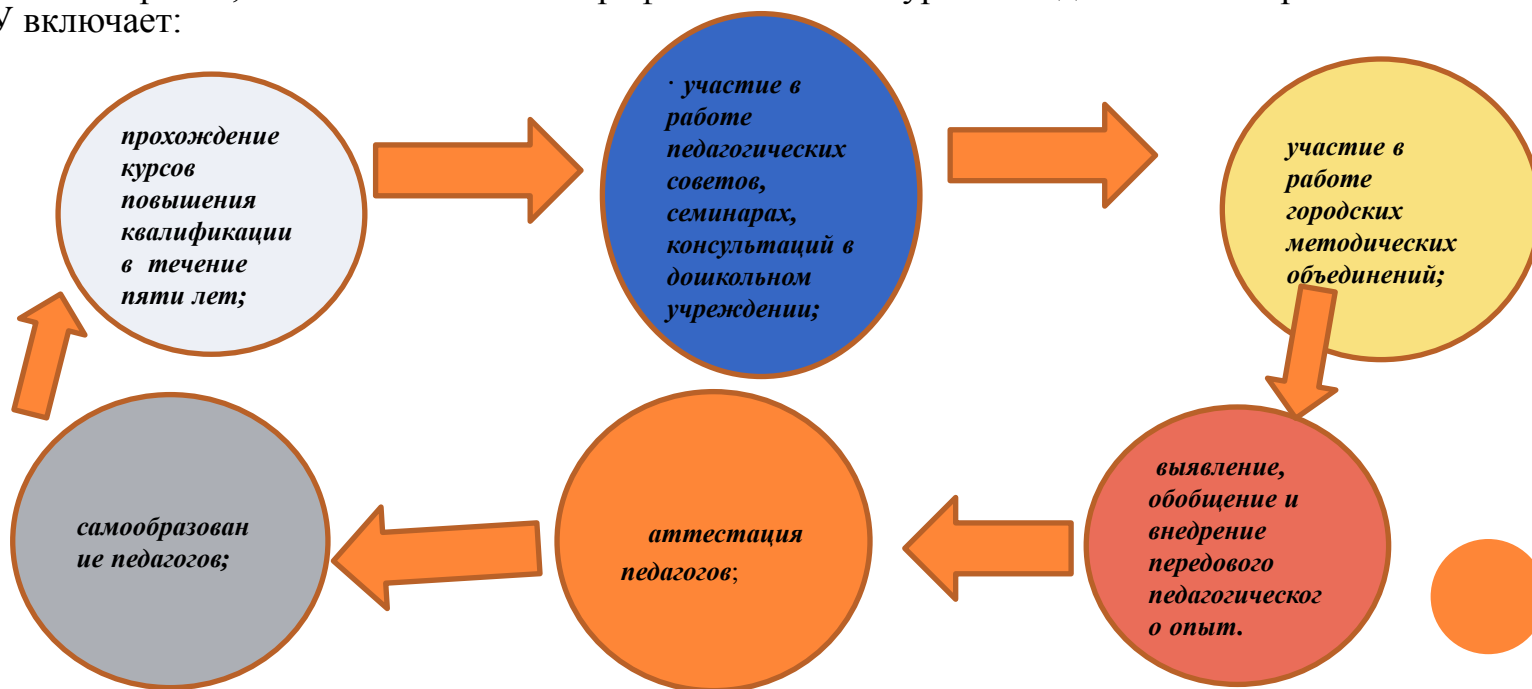 У включает:
прохождение
курсов
повышения
квалификации
в течение
пяти лет;
· участие в
работе
педагогических
советов,
семинарах,
консультаций в
дошкольном
учреждении;
участие в
работе
городских
методических
объединений;
выявление,
обобщение и
внедрение
передового
педагогическог
о опыт.
аттестация
педагогов;
самообразован
ие педагогов;